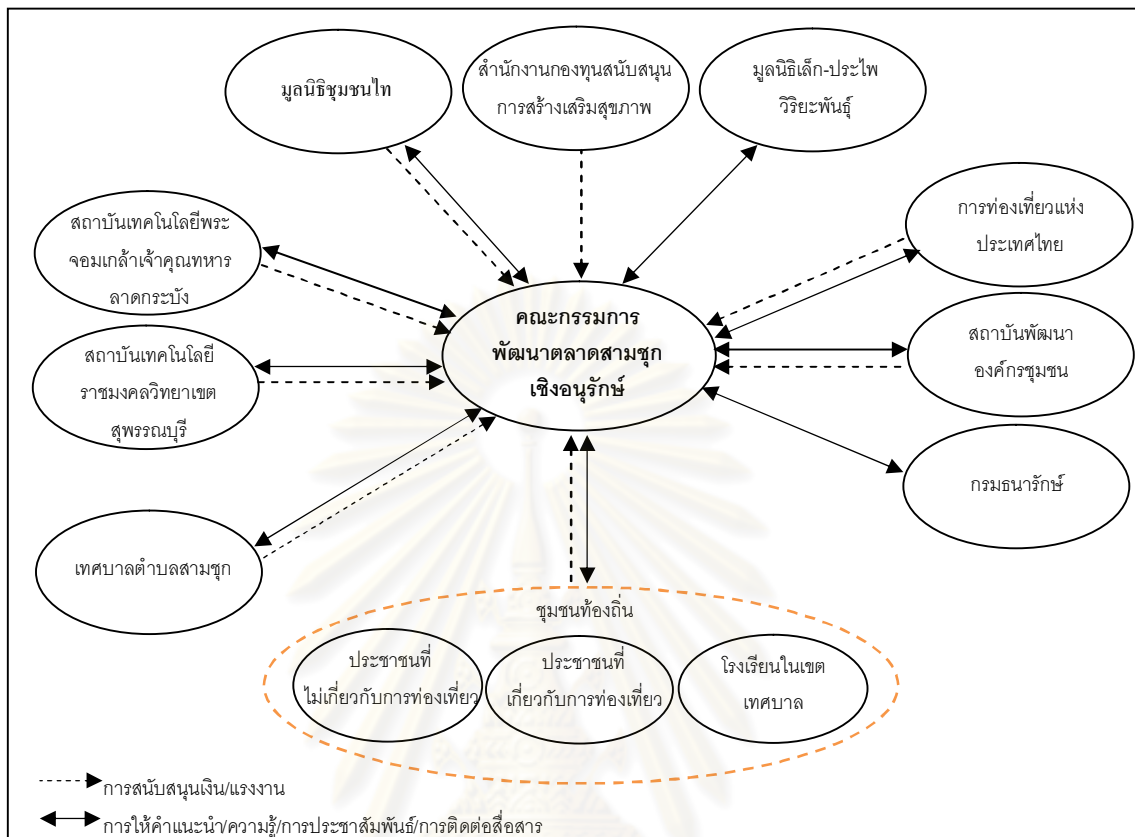 มูลนิธิชุมชนไท
สำนักงานกองทุนสนับสนุน
การสร้างเสริมสุขภาพ
มูลนิธิเล็ก-ประไพ
วิริยะพันธุ์
สถาบันเทคโนโลยีพระ
จอมเกล้าเจ้าคุณทหาร
ลาดกระบัง
การท่องเที่ยวแห่ง
ประเทศไทย
คณะกรรมการ
พัฒนาตลาดสามชุก
เชิงอนุรักษ์
สถาบันเทคโนโลยี
ราชมงคลวิทยาเขต
สุพรรณบุรี
สถาบันพัฒนา
องค์กรชุมชน
กรมธนารักษ์
เทศบาลตำบลสามชุก
ชุมชนท้องถิ่น
ประชาชนที่
ไม่เกี่ยวกับการท่องเที่ยว
ประชาชนที่
เกี่ยวกับการท่องเที่ยว
โรงเรียนในเขต
เทศบาล
การสนับสนุนเงิน/แรงงาน
การให้คำแนะนำ/ความรู้/การประชาสัมพันธ์/การติดต่อสื่อสาร